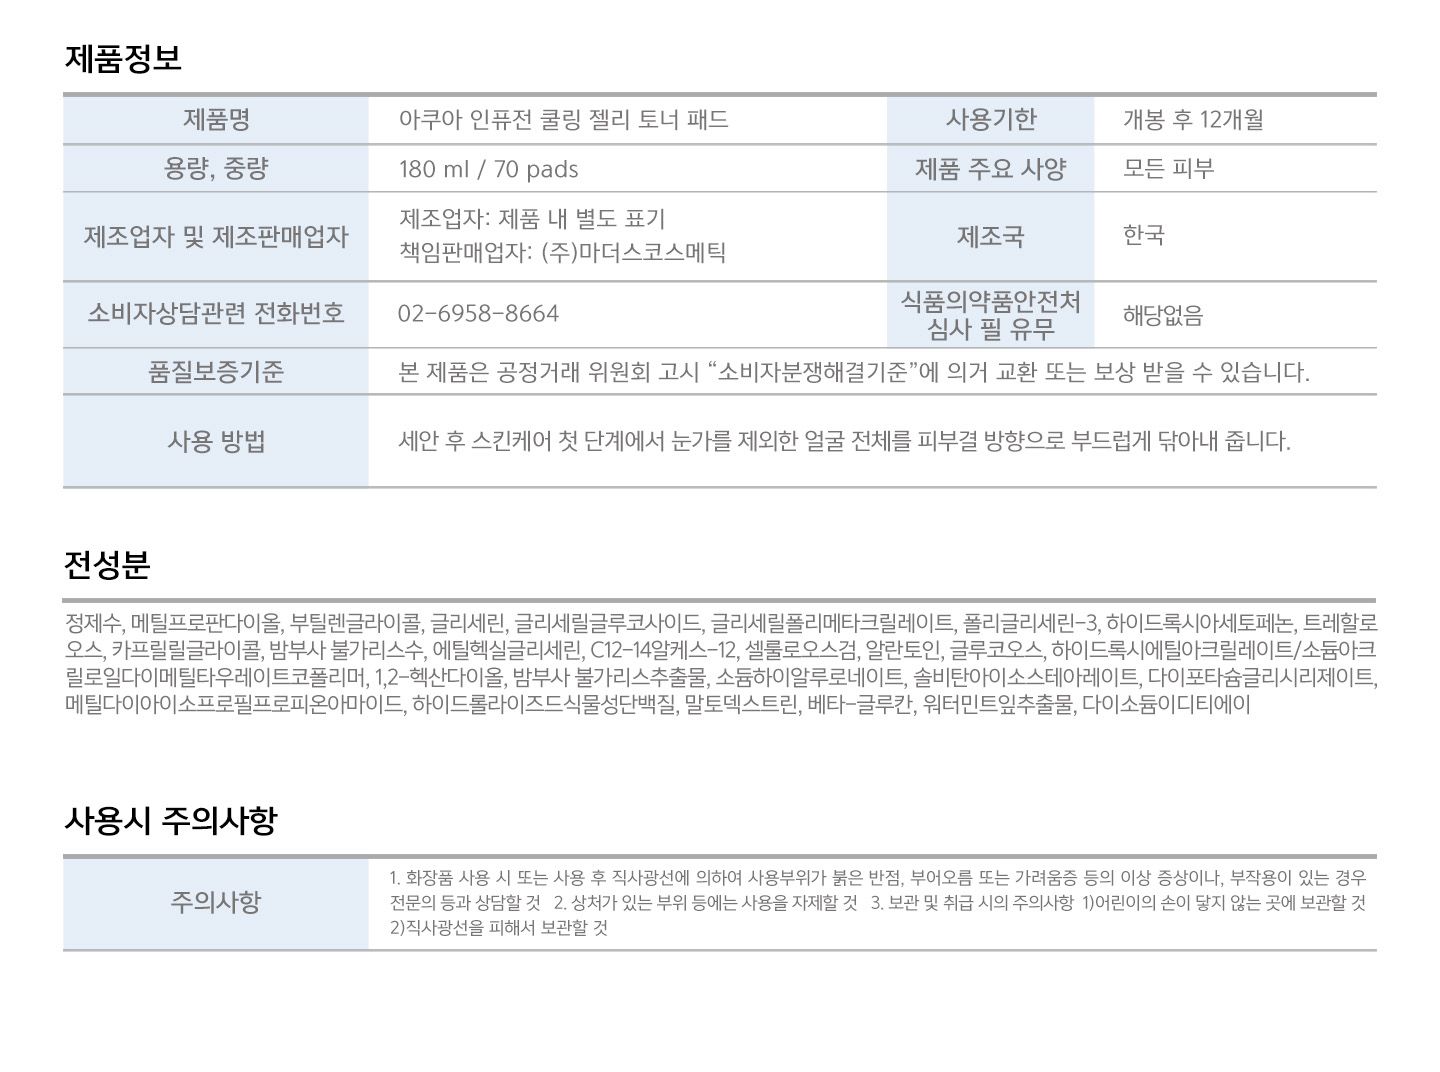 제품정보
제품명 아쿠아 인퓨전 쿨링 젤리 토너 패드 사용기한 개봉 후 12개월
용량, 중량 180 ml / 70 pads 제품 주요 사양 모든 피부
제조업자 및 제조판매업자 제조업자: 제품 내 별도 표기 제조국 한국
책임판매업자: (주)마더스코스메틱
소비자상담관련 전화번호 02-6958-8664 식품의약품안전처 해당없음
심사 필 유무
품질보증기준 본 제품은 공정거래 위원회 고시 “소비자분쟁해결기준”에 의거 교환 또는 보상 받을 수 있습니다.
사용 방법 세안 후 스킨케어 첫 단계에서 눈가를 제외한 얼굴 전체를 피부결 방향으로 부드럽게 닦아내 줍니다.
전성분
정제수, 메틸프로판다이올, 부틸렌글라이콜, 글리세린, 글리세릴글루코사이드, 글리세릴폴리메타크릴레이트, 폴리글리세린-3, 하이드록시아세토페논, 트레할로
오스, 카프릴릴글라이콜, 밤부사 불가리스수, 에틸헥실글리세린, C12-14알케스-12, 셀룰로오스검, 알란토인, 글루코오스, 하이드록시에틸아크릴레이트/소듐아크
릴로일다이메틸타우레이트코폴리머, 1,2-헥산다이올, 밤부사 불가리스추출물, 소듐하이알루로네이트, 솔비탄아이소스테아레이트, 다이포타슘글리시리제이트,
메틸다이아이소프로필프로피온아마이드, 하이드롤라이즈드식물성단백질, 말토덱스트린, 베타-글루칸, 워터민트잎추출물, 다이소듐이디티에이
사용시 주의사항
주의사항 1. 화장품 사용 시 또는 사용 후 직사광선에 의하여 사용부위가 붉은 반점, 부어오름 또는 가려움증 등의 이상 증상이나, 부작용이 있는 경우
전문의 등과 상담할 것 2. 상처가 있는 부위 등에는 사용을 자제할 것 3. 보관 및 취급 시의 주의사항 1)어린이의 손이 닿지 않는 곳에 보관할 것
2)직사광선을 피해서 보관할 것